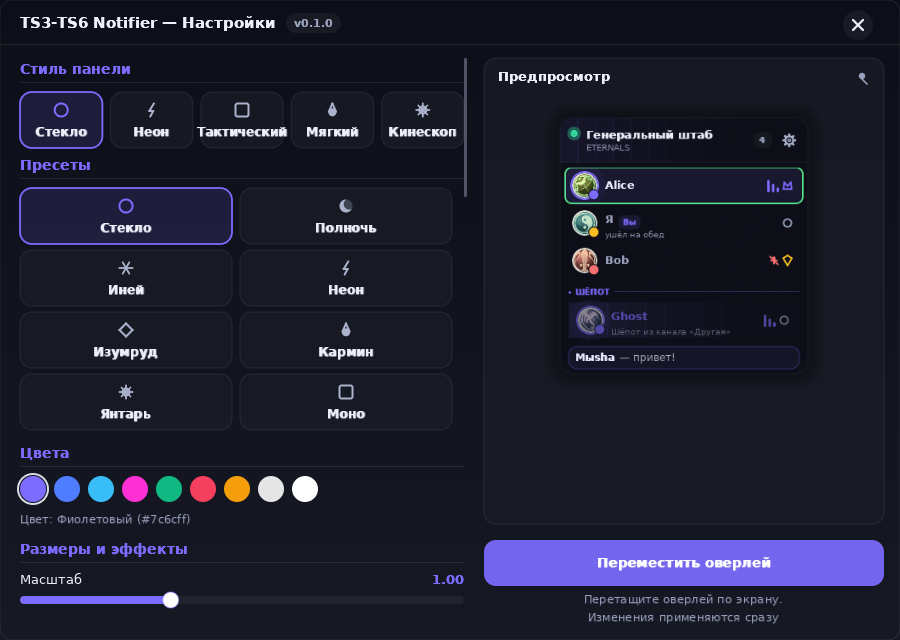 TS3-TS6 Notifier — Настройки v0.1.0
Стиль панели
Стекло Неон Тактический Мягкий Кинескоп
Пресеты
Стекло Полночь
Иней Неон
Изумруд Кармин
Янтарь Моно
Цвета
Цвет: Фиолетовый (#7c6cff)
Размеры и эффекты
Масштаб 1.00
Предпросмотр
Генеральный штаб 4
ETERNALS
Alice
Я Вы
ушёл на обед
Bob
• ШЁПОТ
Ghost
Шёпот из канала «Другая»
Мыsha — привет!
Переместить оверлей
Перетащите оверлей по экрану.
Изменения применяются сразу